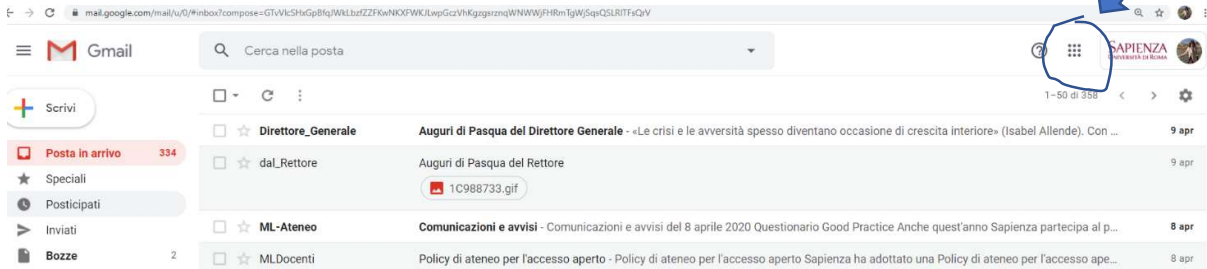 mail.google.com/mail/u/0/#inbox?compose=GTvVlcSHxGpBfqJWkLbzfZZFKwNKXFWKJLwpGczVhKgzgsrznqWNWWjFHRmTgWjSqsQSLRlTFsQrV
Gmail
Cerca nella posta
SAPIENZA
UNIVERSITÀ DI ROMA
Scrivi
1–50 di 358
Direttore_Generale Auguri di Pasqua del Direttore Generale - «Le crisi e le avversità spesso diventano occasione di crescita interiore» (Isabel Allende). Con ... 9 apr
Posta in arrivo 334
dal_Rettore Auguri di Pasqua del Rettore 9 apr
Speciali
1C988733.gif
Posticipati
Inviati
ML-Ateneo Comunicazioni e avvisi - Comunicazioni e avvisi del 8 aprile 2020 Questionario Good Practice Anche quest'anno Sapienza partecipa al p... 8 apr
Bozze 2
MLDocenti Policy di ateneo per l'accesso aperto - Policy di ateneo per l'accesso aperto Sapienza ha adottato una Policy di ateneo per l'accesso ape... 8 apr